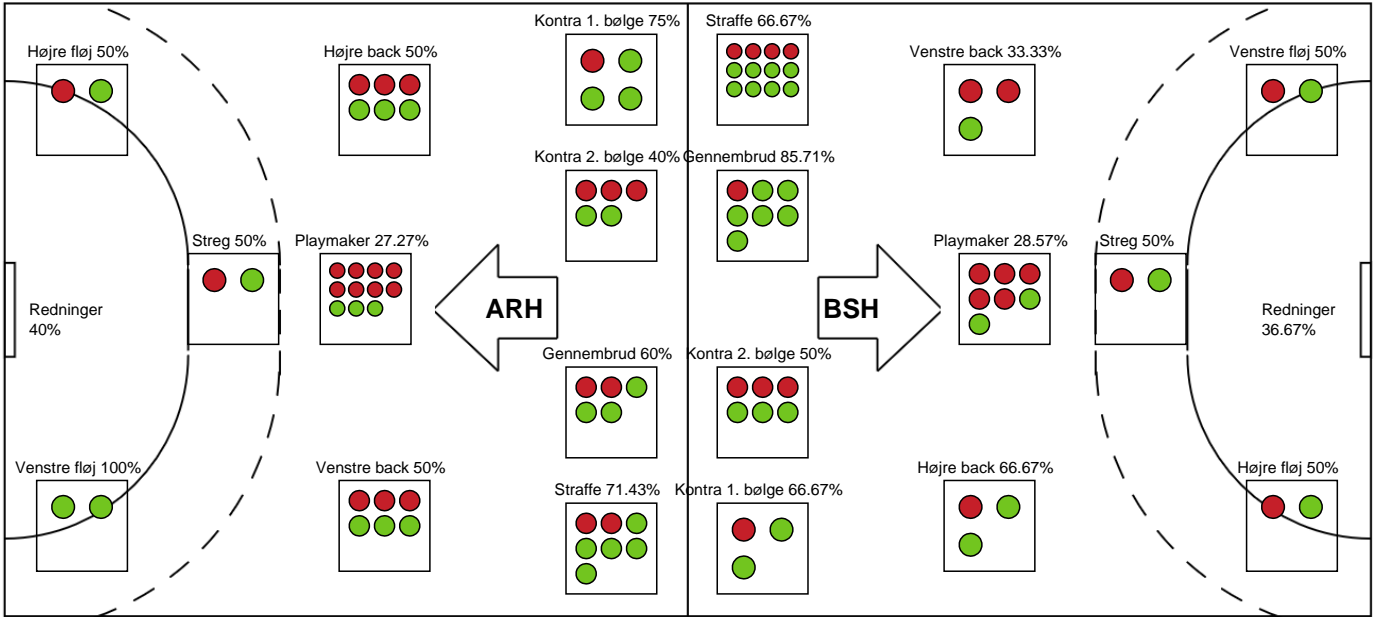 Kontra 1. bølge 75%
Straffe 66.67%
Højre fløj 50%
Højre back 50%
Venstre back 33.33%
Venstre fløj 50%
Kontra 2. bølge 40%
Gennembrud 85.71%
Streg 50%
Playmaker 27.27%
Playmaker 28.57%
Streg 50%
Redninger
40%
ARH
BSH
Redninger
36.67%
Gennembrud 60%
Kontra 2. bølge 50%
Venstre fløj 100%
Venstre back 50%
Højre back 66.67%
Højre fløj 50%
Straffe 71.43%
Kontra 1. bølge 66.67%